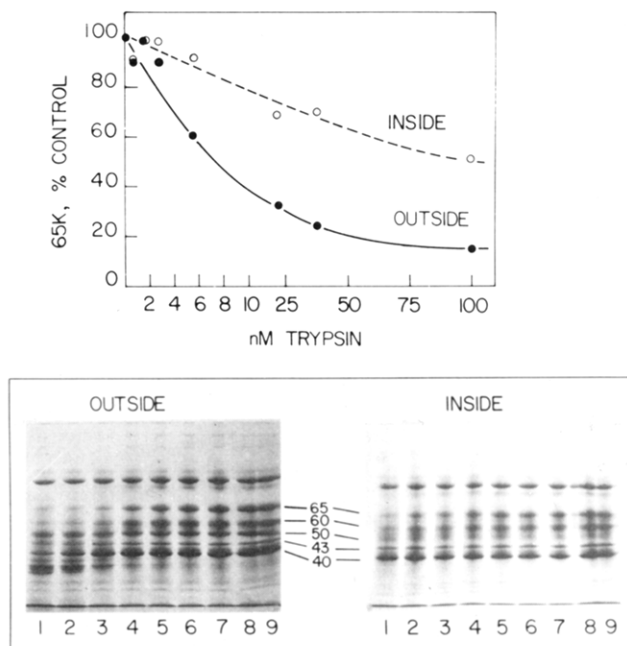 100
80
60
40
20
0
65K, % CONTROL
INSIDE
OUTSIDE
2 4 6 8 10 25 50 75 100
nM TRYPSIN
OUTSIDE INSIDE
65
60
50
43
40
1 2 3 4 5 6 7 8 9 1 2 3 4 5 6 7 8 9